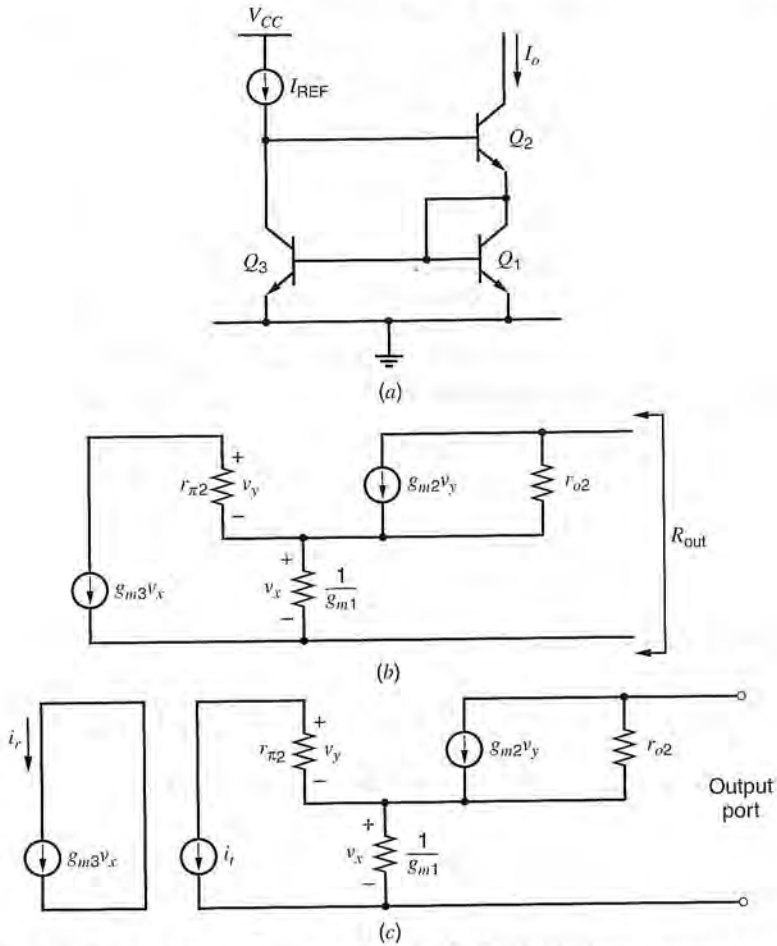 V_CC
I_REF
I_o
Q_2
Q_3
Q_1
(a)
+
r_π2 v_y
−
g_m2 v_y
r_o2
R_out
g_m3 v_x
+
v_x 1/g_m1
−
(b)
i_r
g_m3 v_x
i_t
+
r_π2 v_y
−
g_m2 v_y
r_o2
Output
port
+
v_x 1/g_m1
−
(c)